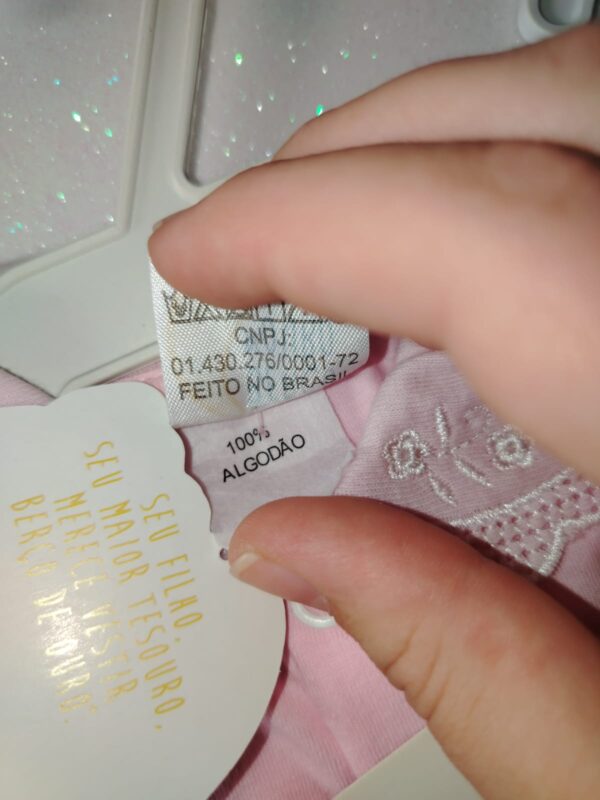 CNPJ:
01.430.276/0001-72
FEITO NO BRASIL
100%
ALGODÃO
SEU FILHO,
SEU MAIOR TESOURO,
MERECE VESTIR
BERÇO DE OURO.